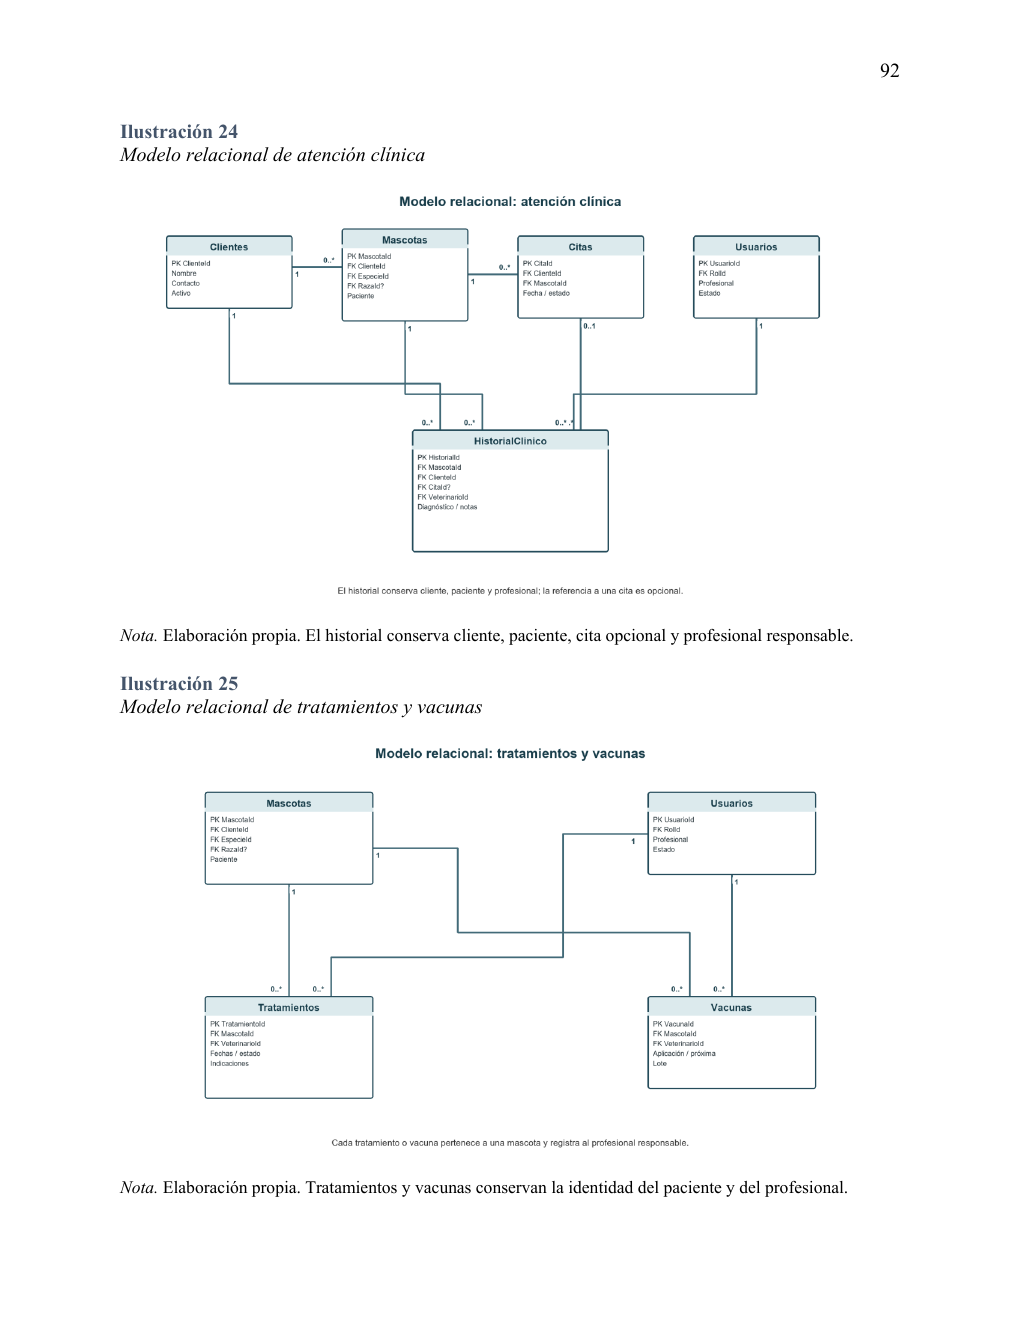 92
Ilustración 24
Modelo relacional de atención clínica
Modelo relacional: atención clínica
Clientes
PK ClienteId
Nombre
Contacto
Activo
1
1
0..*
Mascotas
PK MascotaId
FK ClienteId
FK EspecieId
FK RazaId?
Paciente
1
1
0..*
Citas
PK CitaId
FK ClienteId
FK MascotaId
Fecha / estado
0..1
Usuarios
PK UsuarioId
FK RolId
Profesional
Estado
1
0..*
0..*
0..* .*
HistorialClinico
PK HistorialId
FK MascotaId
FK ClienteId
FK CitaId?
FK VeterinarioId
Diagnóstico / notas
El historial conserva cliente, paciente y profesional; la referencia a una cita es opcional.
Nota. Elaboración propia. El historial conserva cliente, paciente, cita opcional y profesional responsable.
Ilustración 25
Modelo relacional de tratamientos y vacunas
Modelo relacional: tratamientos y vacunas
Mascotas
PK MascotaId
FK ClienteId
FK EspecieId
FK RazaId?
Paciente
1
1
Usuarios
PK UsuarioId
FK RolId
Profesional
Estado
1
1
0..*
0..*
Tratamientos
PK TratamientoId
FK MascotaId
FK VeterinarioId
Fechas / estado
Indicaciones
0..*
0..*
Vacunas
PK VacunaId
FK MascotaId
FK VeterinarioId
Aplicación / próxima
Lote
Cada tratamiento o vacuna pertenece a una mascota y registra al profesional responsable.
Nota. Elaboración propia. Tratamientos y vacunas conservan la identidad del paciente y del profesional.